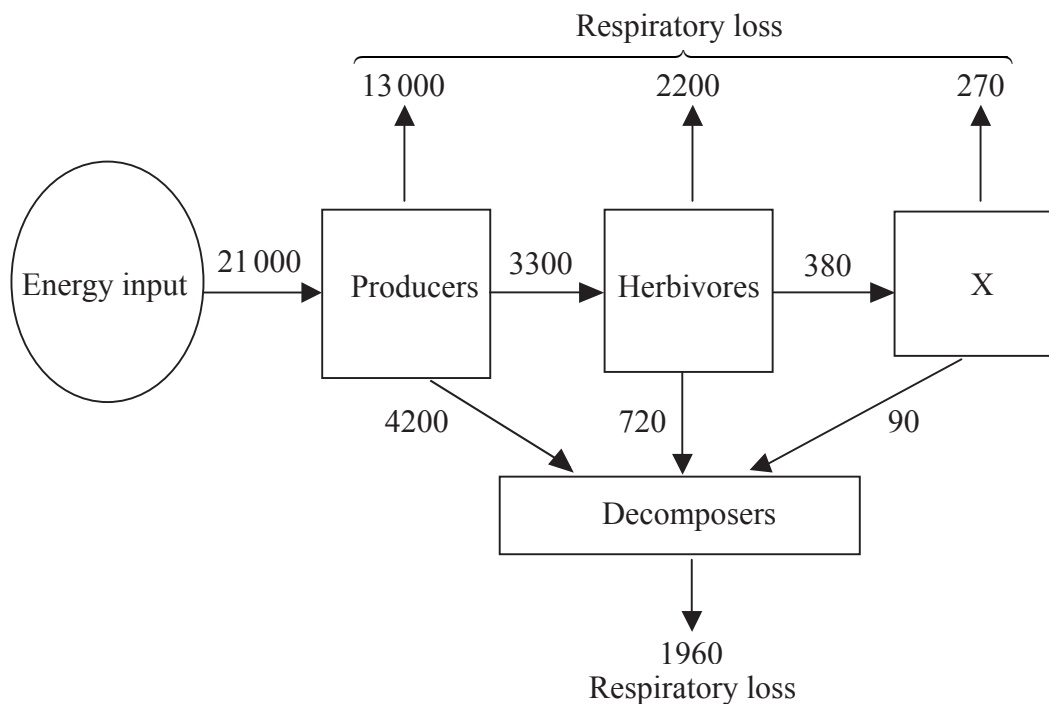 Respiratory loss
13 000 2200 270
21 000 3300 380
Energy input Producers Herbivores X
4200 720 90
Decomposers
1960
Respiratory loss